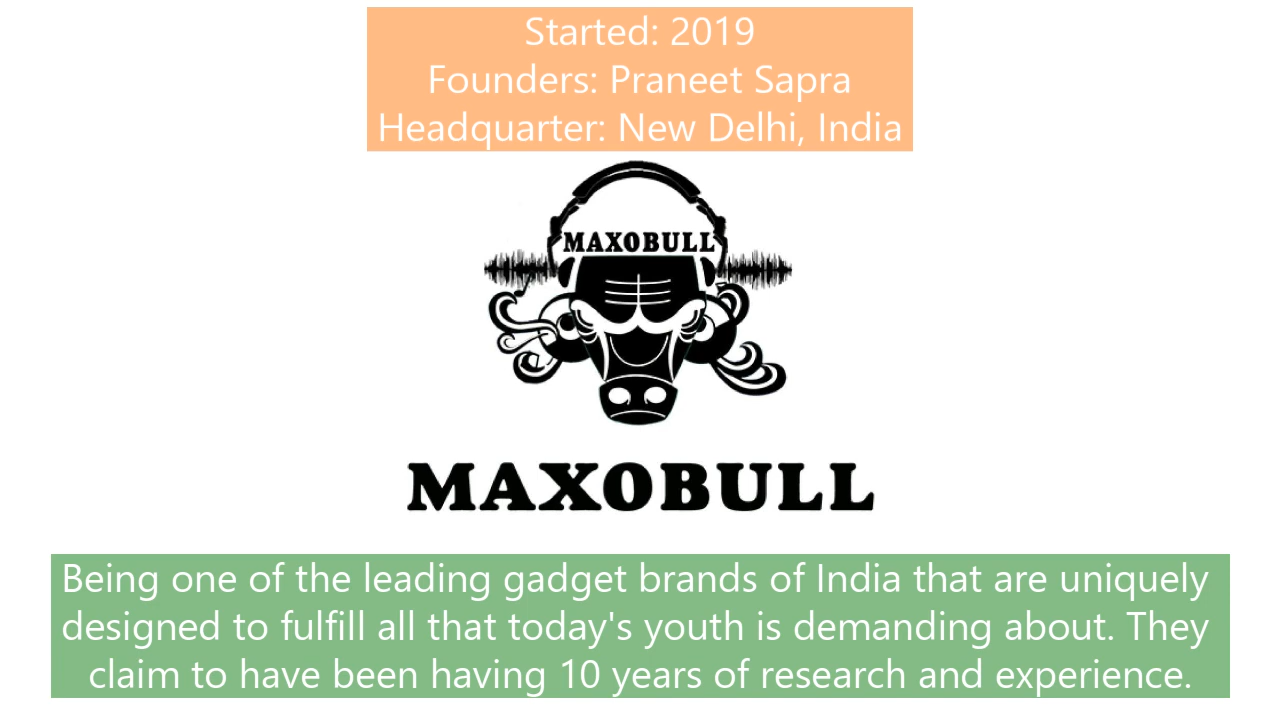 Started: 2019
Founders: Praneet Sapra
Headquarter: New Delhi, India
MAXOBULL
MAXOBULL
Being one of the leading gadget brands of India that are uniquely
designed to fulfill all that today's youth is demanding about. They
claim to have been having 10 years of research and experience.